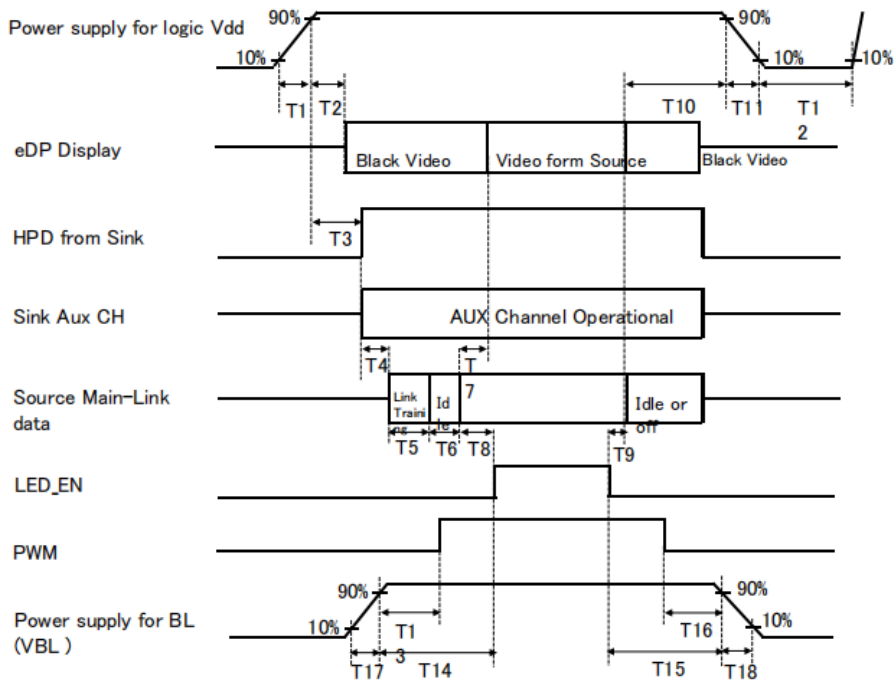 Power supply for logic Vdd
90%
10%
90%
10%
10%
T1
T2
T10
T11
T1
2
eDP Display
Black Video
Video form Source
Black Video
HPD from Sink
T3
Sink Aux CH
AUX Channel Operational
T4
T
7
Source Main-Link
data
Link
Traini
ng
Id
le
Idle or
off
T5
T6
T8
T9
LED_EN
PWM
Power supply for BL
(VBL )
90%
10%
90%
10%
T1
3
T16
T17
T14
T15
T18